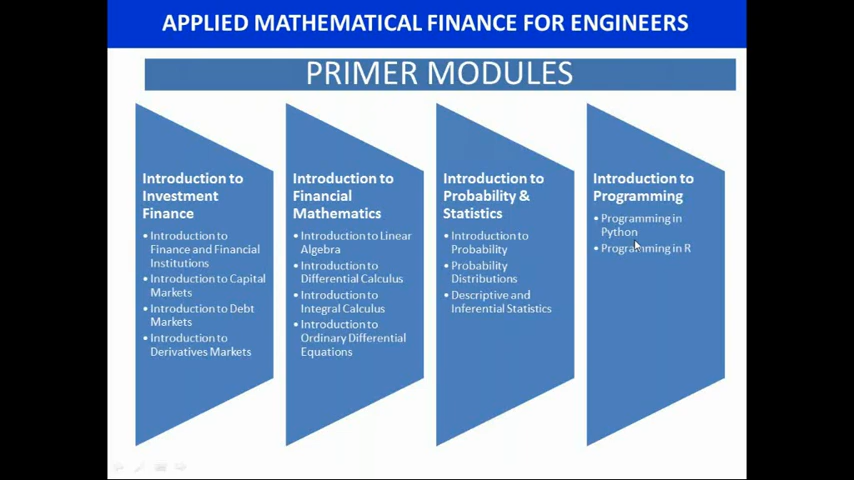 APPLIED MATHEMATICAL FINANCE FOR ENGINEERS
PRIMER MODULES
Introduction to
Investment
Finance
• Introduction to
Finance and Financial
Institutions
• Introduction to Capital
Markets
• Introduction to Debt
Markets
• Introduction to
Derivatives Markets
Introduction to
Financial
Mathematics
• Introduction to Linear
Algebra
• Introduction to
Differential Calculus
• Introduction to
Integral Calculus
• Introduction to
Ordinary Differential
Equations
Introduction to
Probability &
Statistics
• Introduction to
Probability
• Probability
Distributions
• Descriptive and
Inferential Statistics
Introduction to
Programming
• Programming in
Python
• Programming in R